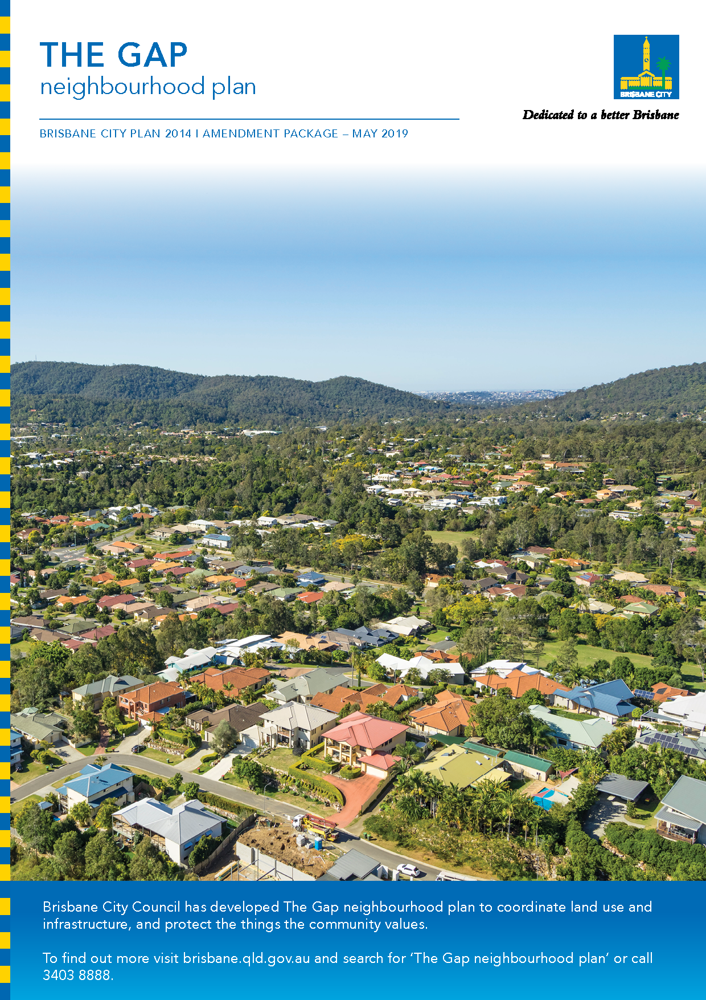 THE GAP
neighbourhood plan
BRISBANE CITY
Dedicated to a better Brisbane
BRISBANE CITY PLAN 2014 I AMENDMENT PACKAGE – MAY 2019
Brisbane City Council has developed The Gap neighbourhood plan to coordinate land use and
infrastructure, and protect the things the community values.
To find out more visit brisbane.qld.gov.au and search for ‘The Gap neighbourhood plan’ or call
3403 8888.